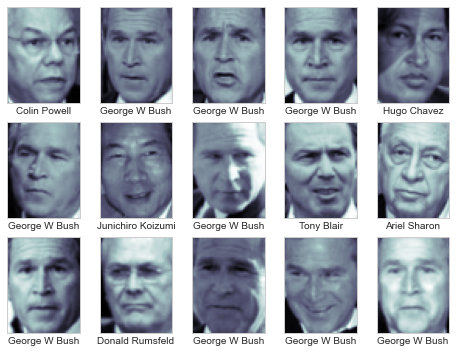 Colin Powell
George W Bush
George W Bush
George W Bush
Hugo Chavez
George W Bush
Junichiro Koizumi
George W Bush
Tony Blair
Ariel Sharon
George W Bush
Donald Rumsfeld
George W Bush
George W Bush
George W Bush